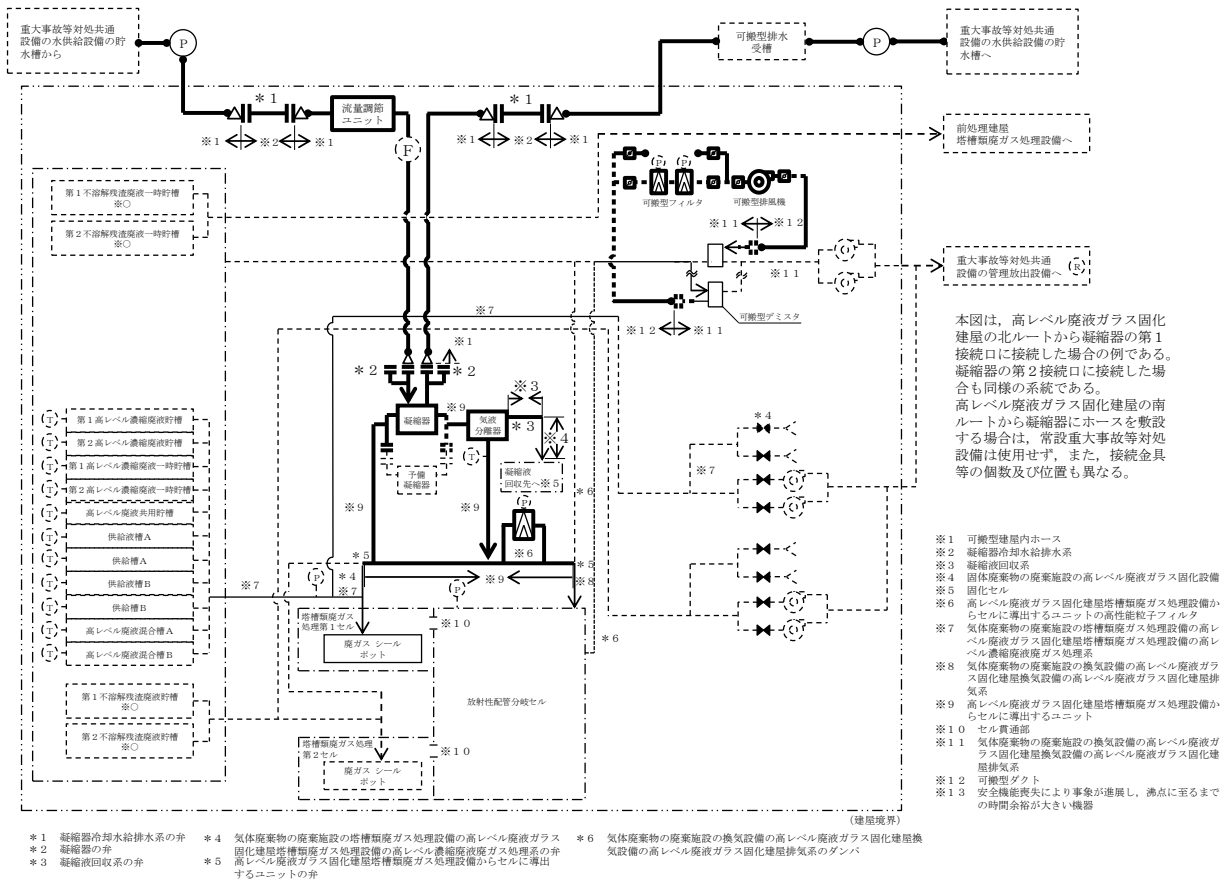 重大事故等対処共通
設備の水供給設備の貯
水槽から
P
可搬型排水
受槽
P
重大事故等対処共通
設備の水供給設備の貯
水槽へ
＊1
流量調節
ユニット
＊1
※1
※2
※1
F
※1
※2
※1
前処理建屋
塔槽類廃ガス処理設備へ
第１不溶解残渣廃液一時貯槽
※○
第２不溶解残渣廃液一時貯槽
※○
P
P
可搬型フィルタ
可搬型排風機
※11
※12
※11
重大事故等対処共通
設備の管理放出設備へ
R
※12
※11
可搬型デミスタ
※7
本図は，高レベル廃液ガラス固化
建屋の北ルートから凝縮器の第１
接続口に接続した場合の例である。
凝縮器の第２接続口に接続した場
合も同様の系統である。
高レベル廃液ガラス固化建屋の南
ルートから凝縮器にホースを敷設
する場合は，常設重大事故等対処
設備は使用せず，また，接続金具
等の個数及び位置も異なる。
※1
＊2
＊2
凝縮器
※9
気液
分離器
※3
＊3
※4
T
予備
凝縮器
凝縮液
回収先へ※5
P
＊6
※9
※9
※6
＊4
※7
T
第１高レベル濃縮廃液貯槽
T
第２高レベル濃縮廃液貯槽
T
第１高レベル濃縮廃液一時貯槽
T
第２高レベル濃縮廃液一時貯槽
T
高レベル廃液共用貯槽
T
供給液槽A
T
供給槽A
T
供給液槽B
T
供給槽B
T
高レベル廃液混合槽A
T
高レベル廃液混合槽B
※7
P
＊5
＊4
※7
※9
P
＊5
※8
塔槽類廃ガス
処理第１セル
廃ガス シール
ポット
※10
＊6
放射性配管分岐セル
第１不溶解残渣廃液貯槽
※○
第２不溶解残渣廃液貯槽
※○
塔槽類廃ガス処理
第２セル
廃ガス シール
ポット
※10
（建屋境界）
※1　可搬型建屋内ホース
※2　凝縮器冷却水給排水系
※3　凝縮液回収系
※4　固体廃棄物の廃棄施設の高レベル廃液ガラス固化設備
※5　固化セル
※6　高レベル廃液ガラス固化建屋塔槽類廃ガス処理設備か
らセルに導出するユニットの高性能粒子フィルタ
※7　気体廃棄物の廃棄施設の塔槽類廃ガス処理設備の高レ
ベル廃液ガラス固化建屋塔槽類廃ガス処理設備の高レ
ベル濃縮廃液廃ガス処理系
※8　気体廃棄物の廃棄施設の換気設備の高レベル廃液ガラ
ス固化建屋換気設備の高レベル廃液ガラス固化建屋排
気系
※9　高レベル廃液ガラス固化建屋塔槽類廃ガス処理設備か
らセルに導出するユニット
※10　セル貫通部
※11　気体廃棄物の廃棄施設の換気設備の高レベル廃液ガ
ラス固化建屋換気設備の高レベル廃液ガラス固化建
屋排気系
※12　可搬型ダクト
※13　安全機能喪失により事象が進展し，沸点に至るまで
の時間余裕が大きい機器
＊1　凝縮器冷却水給排水系の弁
＊2　凝縮器の弁
＊3　凝縮液回収系の弁
＊4　気体廃棄物の廃棄施設の塔槽類廃ガス処理設備の高レベル廃液ガラス
固化建屋塔槽類廃ガス処理設備の高レベル濃縮廃液廃ガス処理系の弁
＊5　高レベル廃液ガラス固化建屋塔槽類廃ガス処理設備からセルに導出
するユニットの弁
＊6　気体廃棄物の廃棄施設の換気設備の高レベル廃液ガラス固化建屋換
気設備の高レベル廃液ガラス固化建屋排気系のダンパ